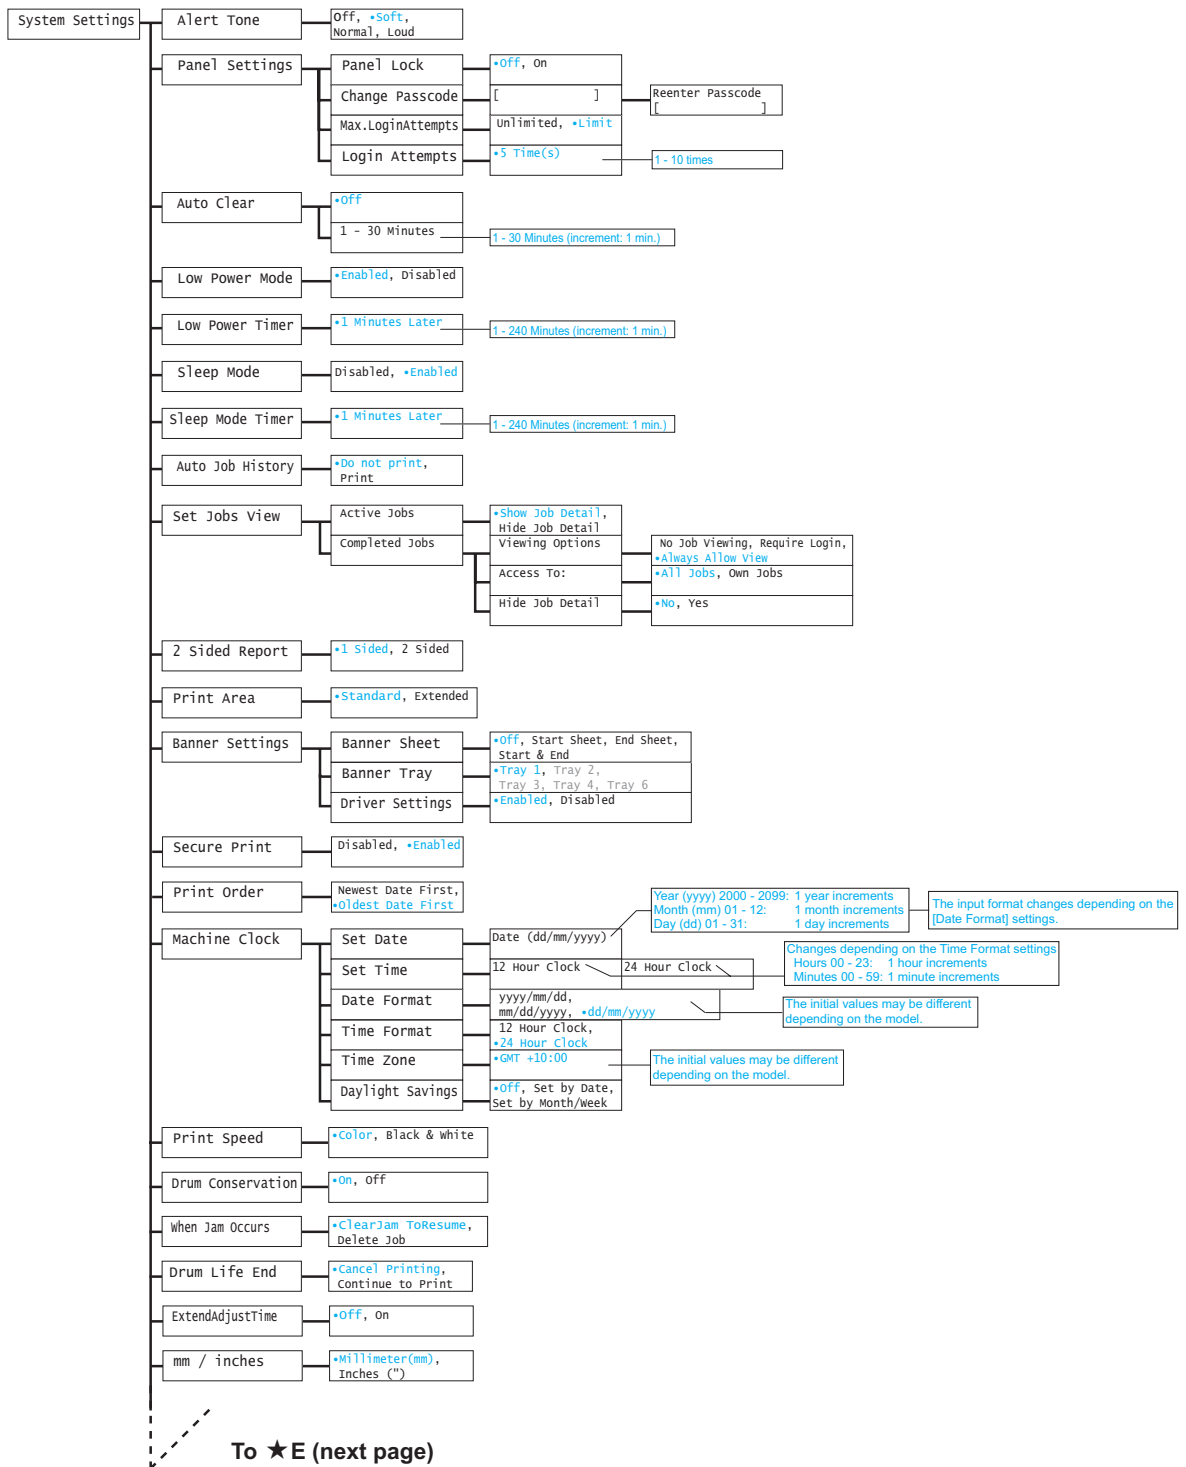 System Settings
Alert Tone
Off, •Soft,
Normal, Loud
Panel Settings
Panel Lock
•Off, On
Change Passcode
[ ]
Reenter Passcode
[ ]
Max.LoginAttempts
Unlimited, •Limit
Login Attempts
•5 Time(s)
1 - 10 times
Auto Clear
•Off
1 - 30 Minutes
1 - 30 Minutes (increment: 1 min.)
Low Power Mode
•Enabled, Disabled
Low Power Timer
•1 Minutes Later
1 - 240 Minutes (increment: 1 min.)
Sleep Mode
Disabled, •Enabled
Sleep Mode Timer
•1 Minutes Later
1 - 240 Minutes (increment: 1 min.)
Auto Job History
•Do not print,
Print
Set Jobs View
Active Jobs
•Show Job Detail,
Hide Job Detail
Completed Jobs
Viewing Options
No Job Viewing, Require Login,
•Always Allow View
Access To:
•All Jobs, Own Jobs
Hide Job Detail
•No, Yes
2 Sided Report
•1 Sided, 2 Sided
Print Area
•Standard, Extended
Banner Settings
Banner Sheet
•Off, Start Sheet, End Sheet,
Start & End
Banner Tray
•Tray 1, Tray 2,
Tray 3, Tray 4, Tray 6
Driver Settings
•Enabled, Disabled
Secure Print
Disabled, •Enabled
Print Order
Newest Date First,
•Oldest Date First
Machine Clock
Set Date
Date (dd/mm/yyyy)
Year (yyyy) 2000 - 2099: 1 year increments
Month (mm) 01 - 12: 1 month increments
Day (dd) 01 - 31: 1 day increments
The input format changes depending on the
[Date Format] settings.
Set Time
12 Hour Clock
24 Hour Clock
Changes depending on the Time Format settings
Hours 00 - 23: 1 hour increments
Minutes 00 - 59: 1 minute increments
Date Format
yyyy/mm/dd,
mm/dd/yyyy, •dd/mm/yyyy
The initial values may be different
depending on the model.
Time Format
12 Hour Clock,
•24 Hour Clock
Time Zone
•GMT +10:00
The initial values may be different
depending on the model.
Daylight Savings
•Off, Set by Date,
Set by Month/Week
Print Speed
•Color, Black & White
Drum Conservation
•On, Off
When Jam Occurs
•ClearJam ToResume,
Delete Job
Drum Life End
•Cancel Printing,
Continue to Print
ExtendAdjustTime
•Off, On
mm / inches
•Millimeter(mm),
Inches (")
To ★E (next page)